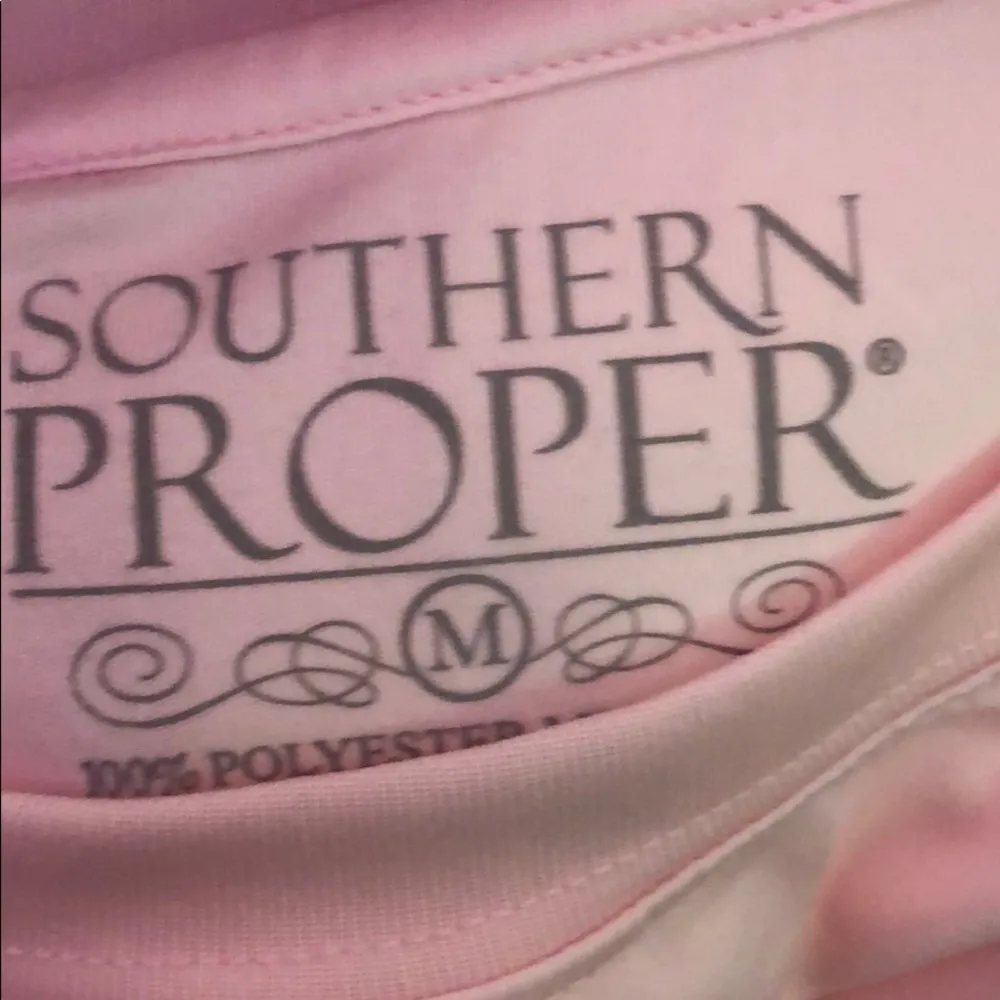 SOUTHERN
PROPER®
M
100% POLYESTER